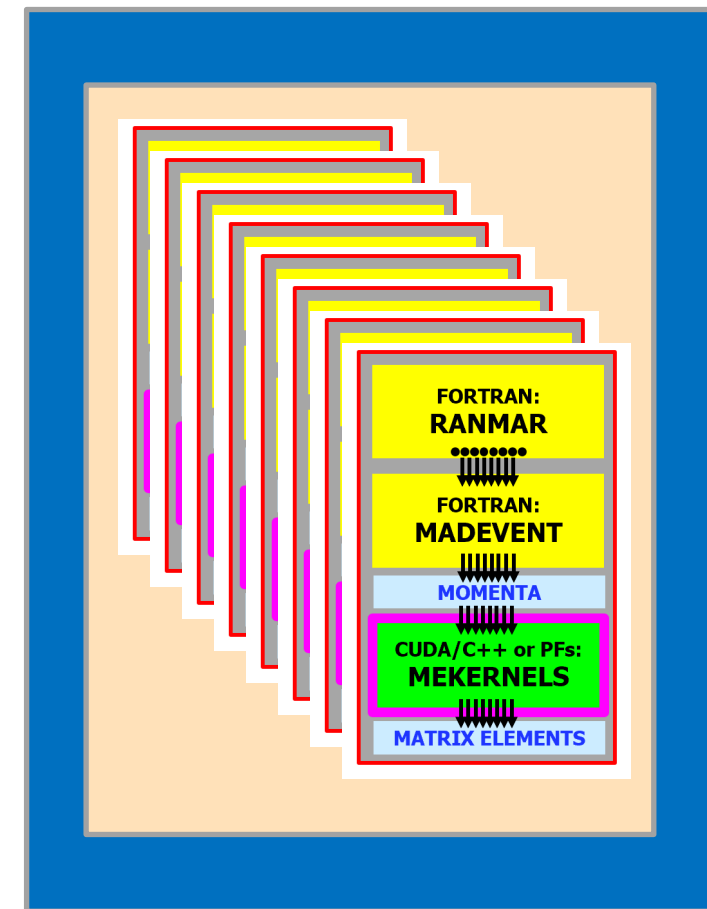 FORTRAN:
RANMAR
FORTRAN:
MADEVENT
MOMENTA
CUDA/C++ or PFs:
MEKERNELS
MATRIX ELEMENTS